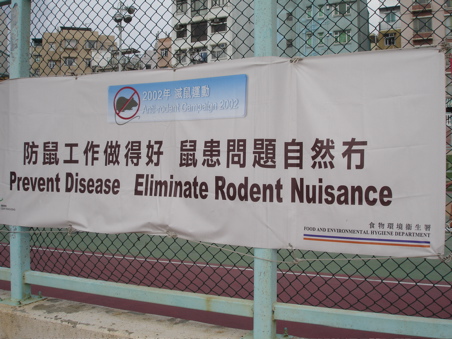 2002年 滅鼠運動
Anti-rodent Campaign 2002
防鼠工作做得好 鼠患問題自然冇
Prevent Disease Eliminate Rodent Nuisance
食物環境衞生署
FOOD AND ENVIRONMENTAL HYGIENE DEPARTMENT